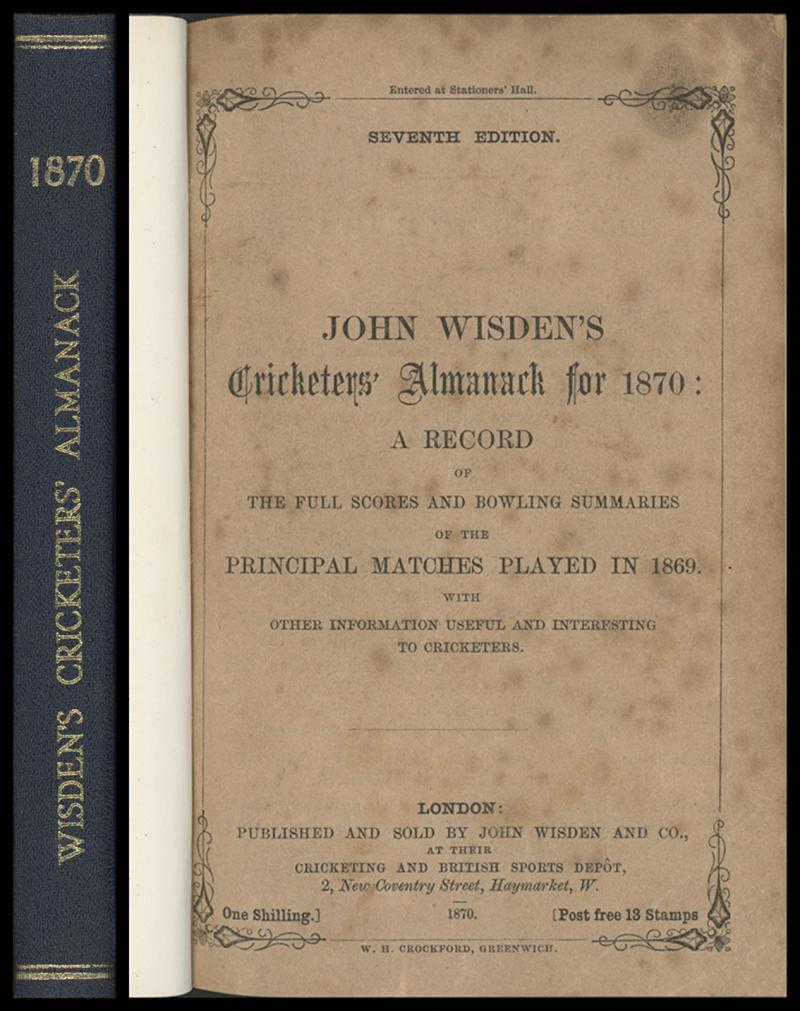 1870
WISDEN'S CRICKETERS' ALMANACK
Entered at Stationers' Hall.
SEVENTH EDITION.
JOHN WISDEN'S
Cricketers' Almanack for 1870:
A RECORD
OF
THE FULL SCORES AND BOWLING SUMMARIES
OF THE
PRINCIPAL MATCHES PLAYED IN 1869.
WITH
OTHER INFORMATION USEFUL AND INTERESTING
TO CRICKETERS.
LONDON:
PUBLISHED AND SOLD BY JOHN WISDEN AND CO.,
AT THEIR
CRICKETING AND BRITISH SPORTS DEPÔT,
2, New Coventry Street, Haymarket, W.
One Shilling.] 1870. [Post free 13 Stamps
W. H. CROCKFORD, GREENWICH.